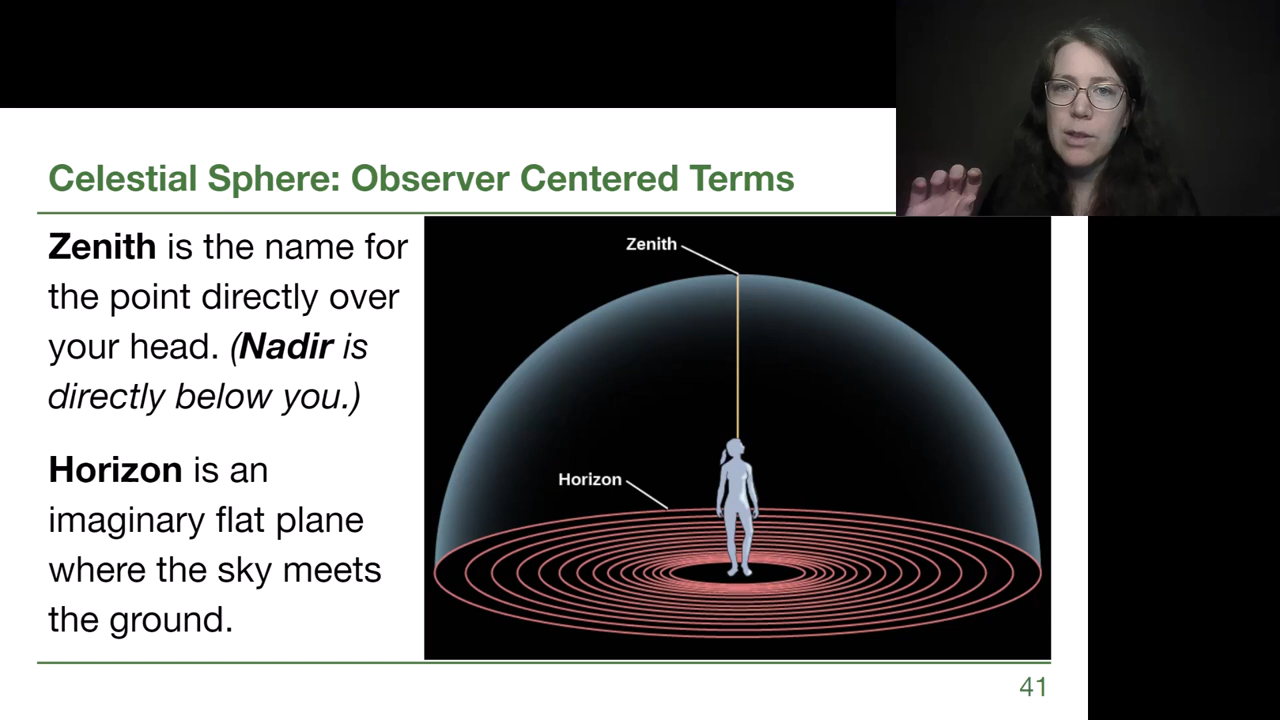 Celestial Sphere: Observer Centered Terms
Zenith is the name for
the point directly over
your head. (Nadir is
directly below you.)
Horizon is an
imaginary flat plane
where the sky meets
the ground.
Zenith
Horizon
41